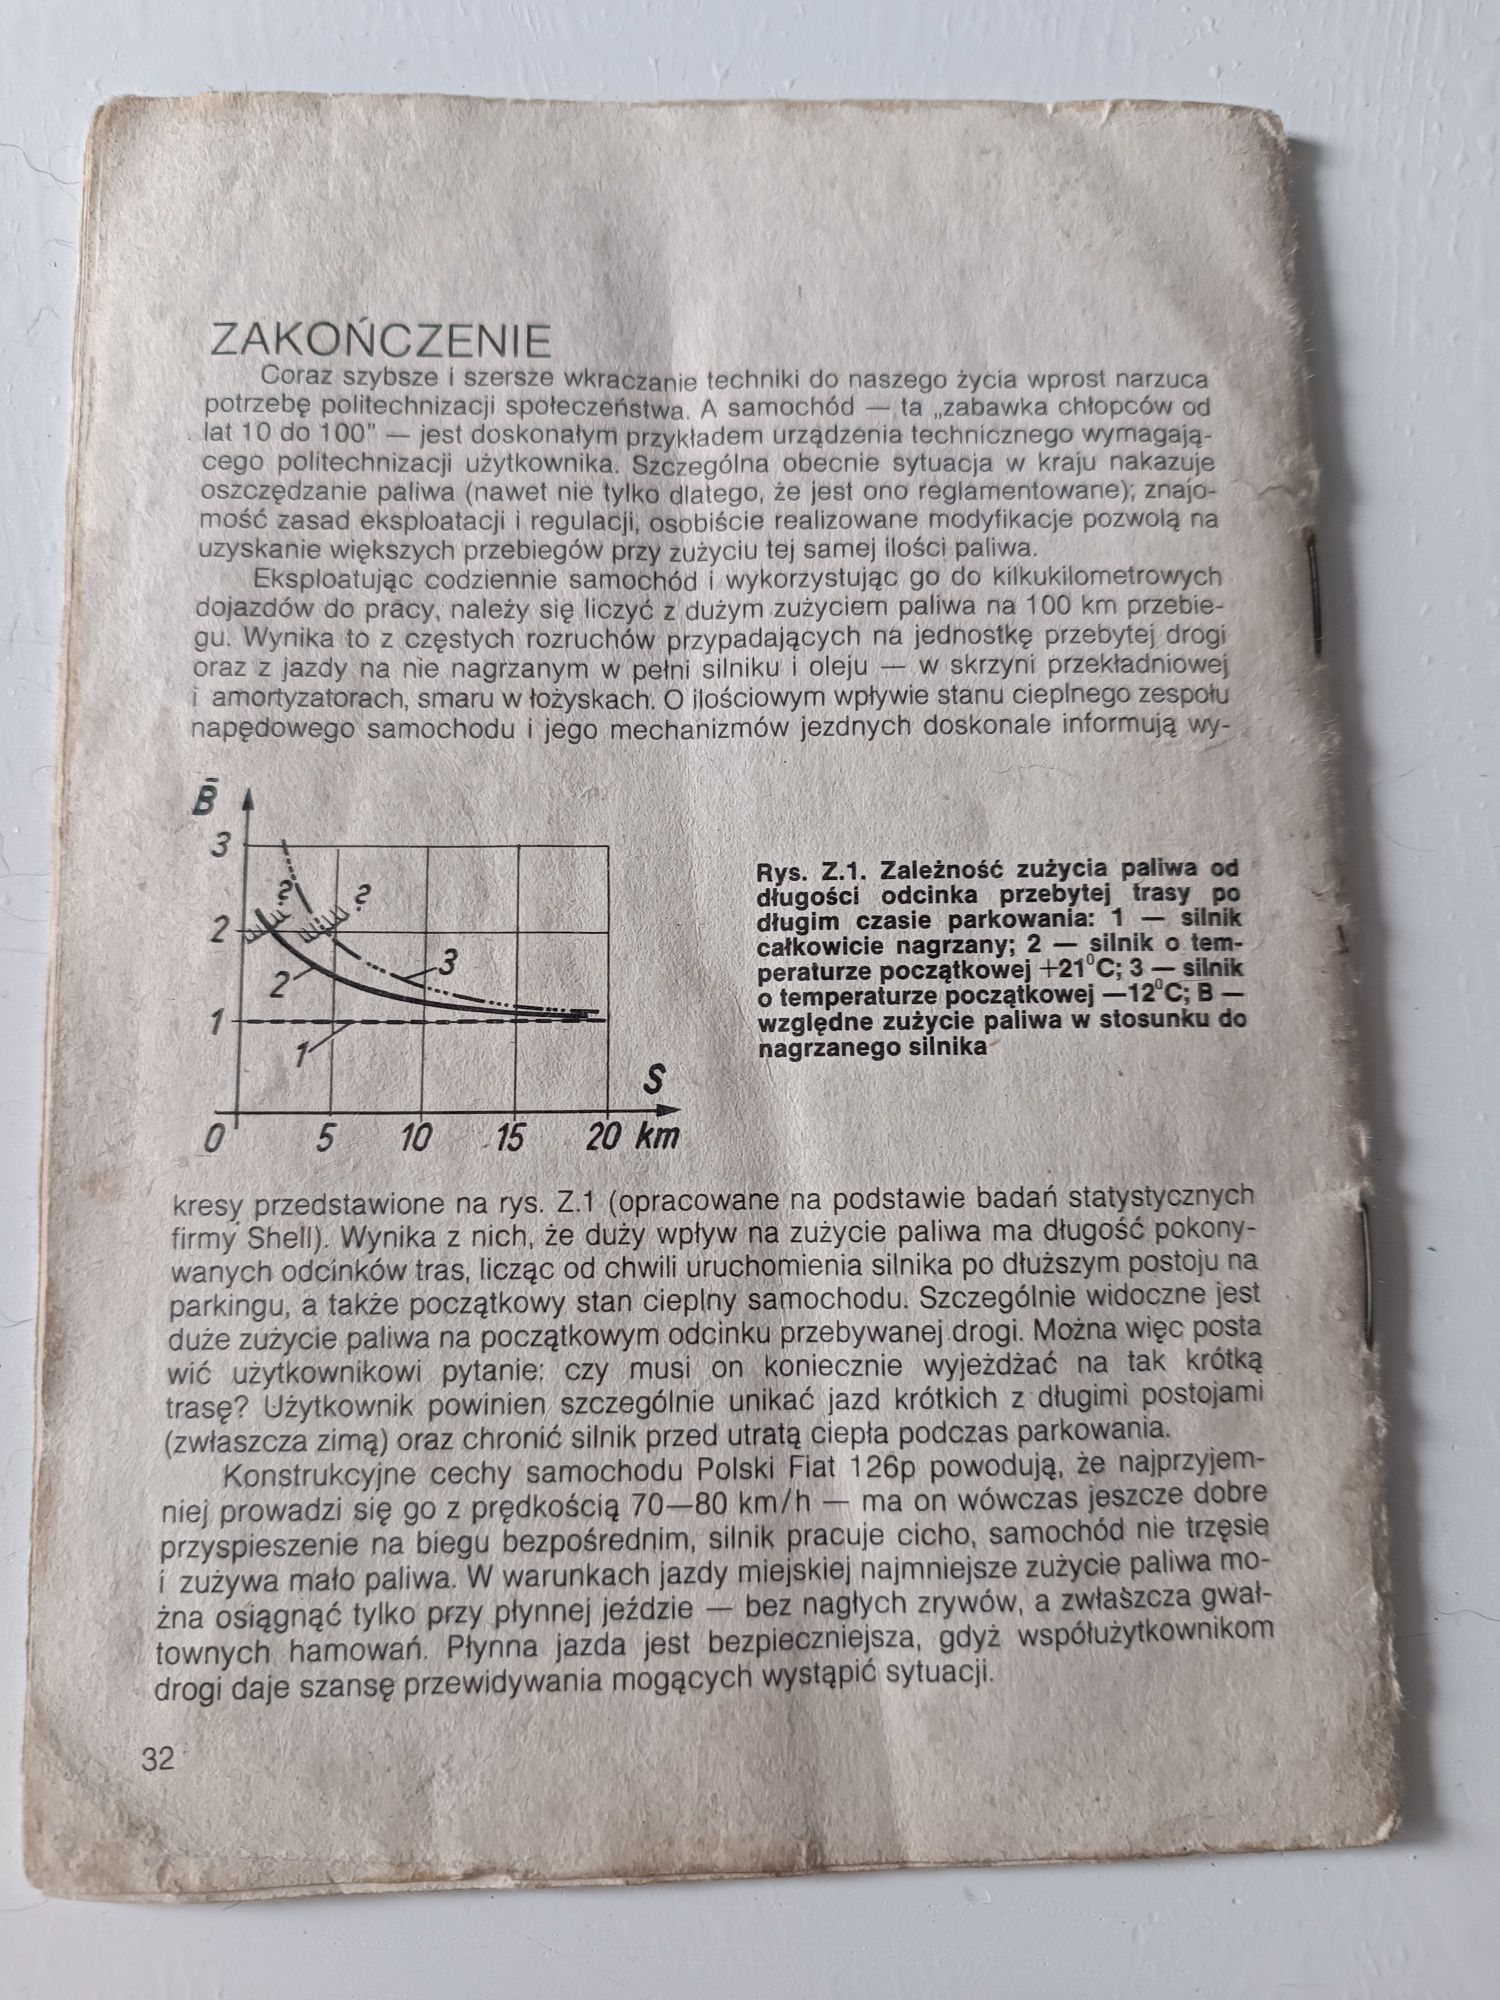 ZAKOŃCZENIE
Coraz szybsze i szersze wkraczanie techniki do naszego życia wprost narzuca
potrzebę politechnizacji społeczeństwa. A samochód — ta „zabawka chłopców od
lat 10 do 100" — jest doskonałym przykładem urządzenia technicznego wymagają-
cego politechnizacji użytkownika. Szczególna obecnie sytuacja w kraju nakazuje
oszczędzanie paliwa (nawet nie tylko dlatego, że jest ono reglamentowane); znajo-
mość zasad eksploatacji i regulacji, osobiście realizowane modyfikacje pozwolą na
uzyskanie większych przebiegów przy zużyciu tej samej ilości paliwa.
Eksploatując codziennie samochód i wykorzystując go do kilkukilometrowych
dojazdów do pracy, należy się liczyć z dużym zużyciem paliwa na 100 km przebie-
gu. Wynika to z częstych rozruchów przypadających na jednostkę przebytej drogi
oraz z jazdy na nie nagrzanym w pełni silniku i oleju — w skrzyni przekładniowej
i amortyzatorach, smaru w łożyskach. O ilościowym wpływie stanu cieplnego zespołu
napędowego samochodu i jego mechanizmów jezdnych doskonale informują wy-
B̄
3
? ?
2
3
2
1
1
S
0 5 10 15 20 km
Rys. Z.1. Zależność zużycia paliwa od
długości odcinka przebytej trasy po
długim czasie parkowania: 1 — silnik
całkowicie nagrzany; 2 — silnik o tem-
peraturze początkowej +21°C; 3 — silnik
o temperaturze początkowej —12°C; B —
względne zużycie paliwa w stosunku do
nagrzanego silnika
kresy przedstawione na rys. Z.1 (opracowane na podstawie badań statystycznych
firmy Shell). Wynika z nich, że duży wpływ na zużycie paliwa ma długość pokony-
wanych odcinków tras, licząc od chwili uruchomienia silnika po dłuższym postoju na
parkingu, a także początkowy stan cieplny samochodu. Szczególnie widoczne jest
duże zużycie paliwa na początkowym odcinku przebywanej drogi. Można więc posta
wić użytkownikowi pytanie: czy musi on koniecznie wyjeżdżać na tak krótką
trasę? Użytkownik powinien szczególnie unikać jazd krótkich z długimi postojami
(zwłaszcza zimą) oraz chronić silnik przed utratą ciepła podczas parkowania.
Konstrukcyjne cechy samochodu Polski Fiat 126p powodują, że najprzyjem-
niej prowadzi się go z prędkością 70—80 km/h — ma on wówczas jeszcze dobre
przyspieszenie na biegu bezpośrednim, silnik pracuje cicho, samochód nie trzęsie
i zużywa mało paliwa. W warunkach jazdy miejskiej najmniejsze zużycie paliwa mo-
żna osiągnąć tylko przy płynnej jeździe — bez nagłych zrywów, a zwłaszcza gwał-
townych hamowań. Płynna jazda jest bezpieczniejsza, gdyż współużytkownikom
drogi daje szansę przewidywania mogących wystąpić sytuacji.
32